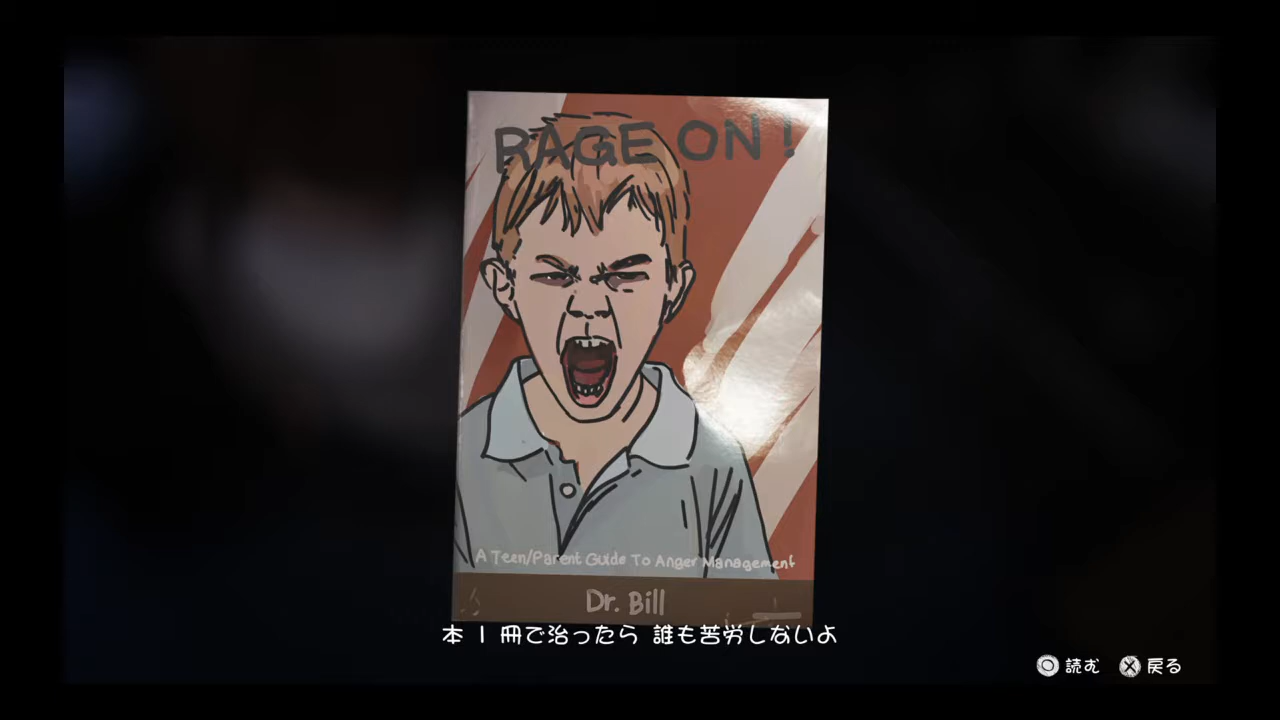 RAGE ON!
A Teen/Parent Guide To Anger Management
Dr. Bill
本1冊で治ったら 誰も苦労しないよ
読む 戻る